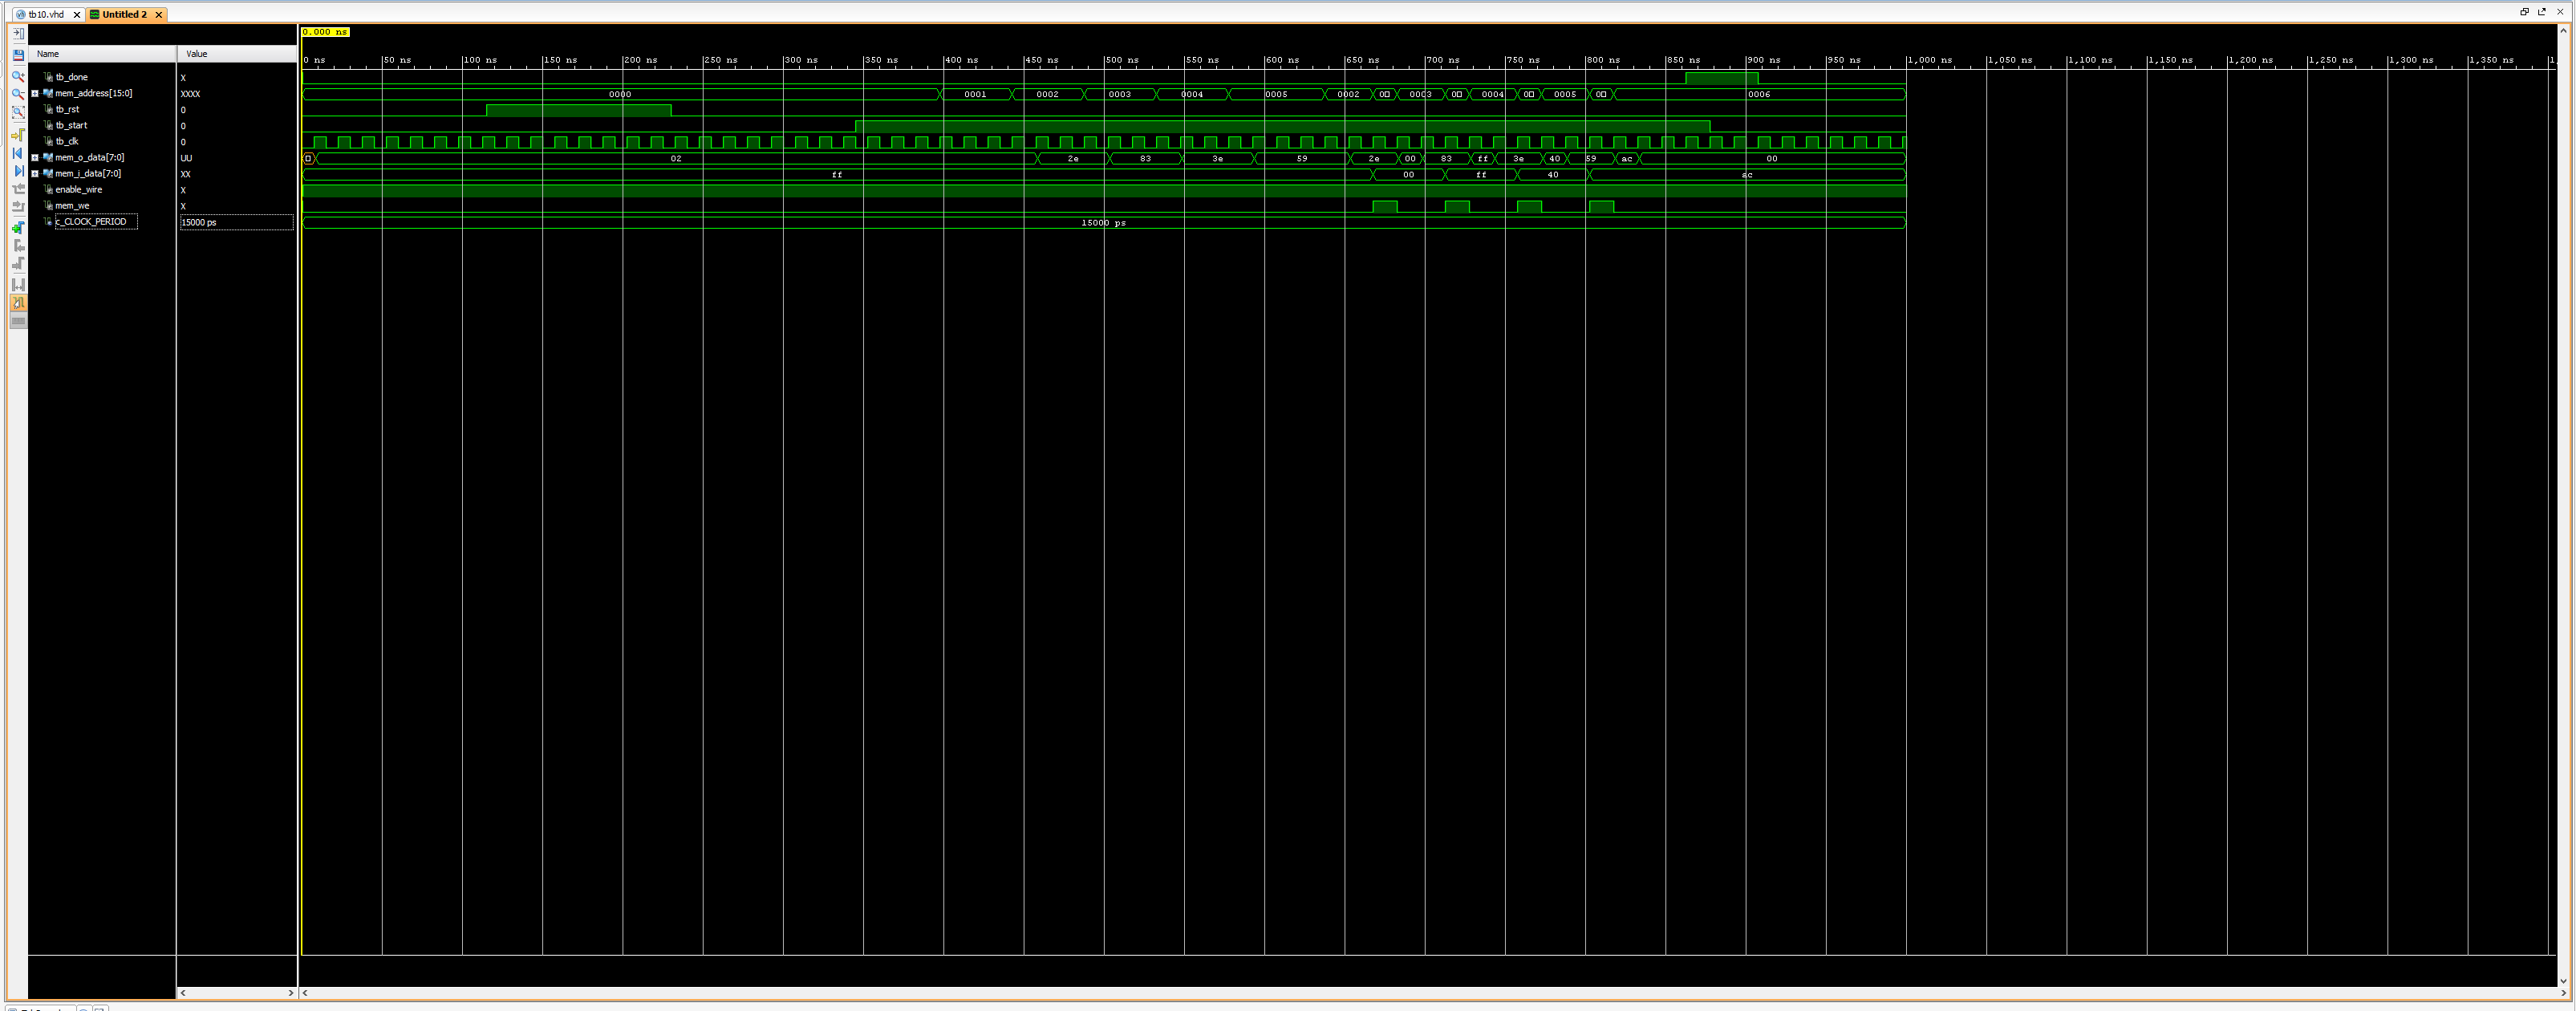 tb10.vhd Untitled 2
0.000 ns
Name Value
0 ns 50 ns 100 ns 150 ns 200 ns 250 ns 300 ns 350 ns 400 ns 450 ns 500 ns 550 ns 600 ns 650 ns 700 ns 750 ns 800 ns 850 ns 900 ns 950 ns 1,000 ns 1,050 ns 1,100 ns 1,150 ns 1,200 ns 1,250 ns 1,300 ns 1,350 ns
tb_done X
mem_address[15:0] XXXX 0000 0001 0002 0003 0004 0005 0002 0003 0004 0005 0006
tb_rst 0
tb_start 0
tb_clk 0
mem_o_data[7:0] UU 02 2e 83 3e 59 2e 00 83 ff 3e 40 59 ac 00
mem_i_data[7:0] XX ff 00 ff 40 ac
enable_wire X
mem_we X
c_CLOCK_PERIOD 15000 ps 15000 ps